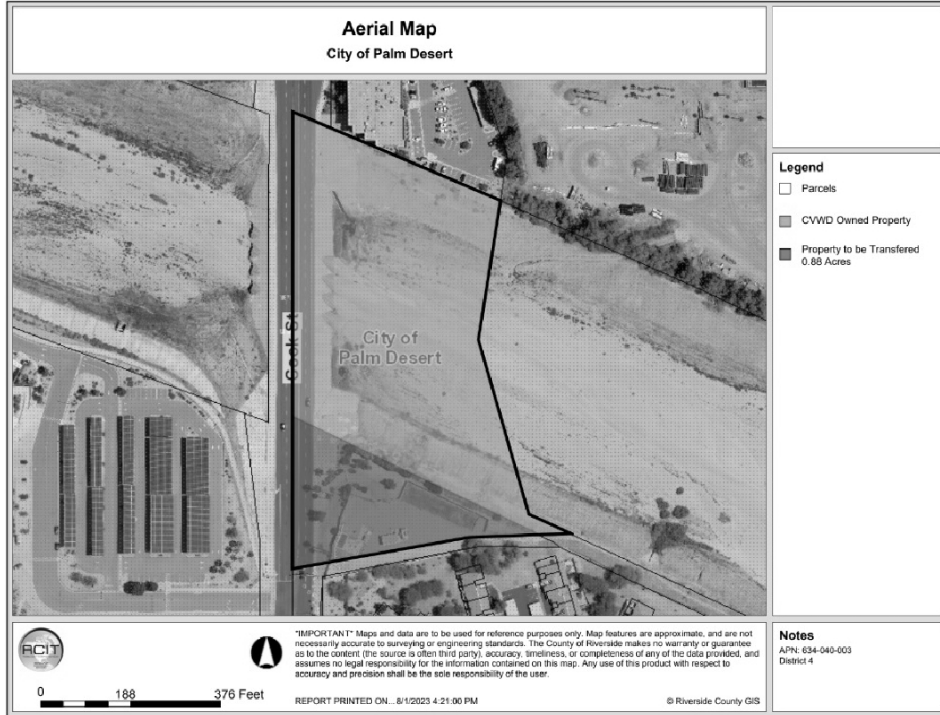 Aerial Map
City of Palm Desert
Cook St
City of
Palm Desert
Legend
Parcels
CVWD Owned Property
Property to be Transfered
0.88 Acres
ACIT
0 188 376 Feet
*IMPORTANT* Maps and data are to be used for reference purposes only. Map features are approximate, and are not
necessarily accurate to surveying or engineering standards. The County of Riverside makes no warranty or guarantee
as to the content (the source is often third party), accuracy, timeliness, or completeness of any of the data provided, and
assumes no legal responsibility for the information contained on this map. Any use of this product with respect to
accuracy and precision shall be the sole responsibility of the user.
REPORT PRINTED ON... 8/1/2023 4:21:00 PM
© Riverside County GIS
Notes
APN: 634-040-003
District 4